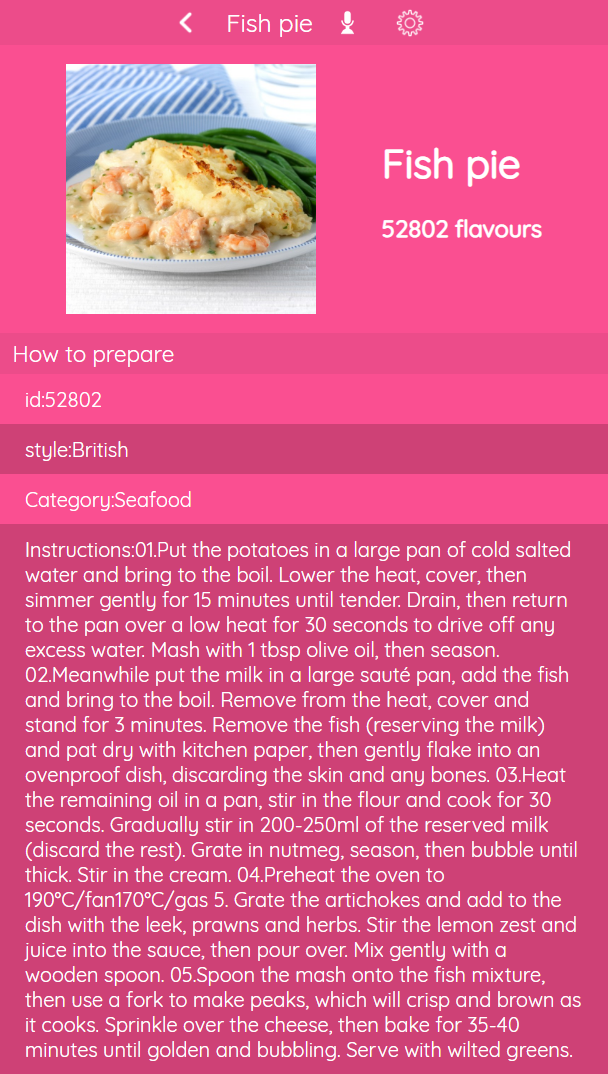 Fish pie
Fish pie
52802 flavours
How to prepare
id:52802
style:British
Category:Seafood
Instructions:01.Put the potatoes in a large pan of cold salted
water and bring to the boil. Lower the heat, cover, then
simmer gently for 15 minutes until tender. Drain, then return
to the pan over a low heat for 30 seconds to drive off any
excess water. Mash with 1 tbsp olive oil, then season.
02.Meanwhile put the milk in a large sauté pan, add the fish
and bring to the boil. Remove from the heat, cover and
stand for 3 minutes. Remove the fish (reserving the milk)
and pat dry with kitchen paper, then gently flake into an
ovenproof dish, discarding the skin and any bones. 03.Heat
the remaining oil in a pan, stir in the flour and cook for 30
seconds. Gradually stir in 200-250ml of the reserved milk
(discard the rest). Grate in nutmeg, season, then bubble until
thick. Stir in the cream. 04.Preheat the oven to
190°C/fan170°C/gas 5. Grate the artichokes and add to the
dish with the leek, prawns and herbs. Stir the lemon zest and
juice into the sauce, then pour over. Mix gently with a
wooden spoon. 05.Spoon the mash onto the fish mixture,
then use a fork to make peaks, which will crisp and brown as
it cooks. Sprinkle over the cheese, then bake for 35-40
minutes until golden and bubbling. Serve with wilted greens.